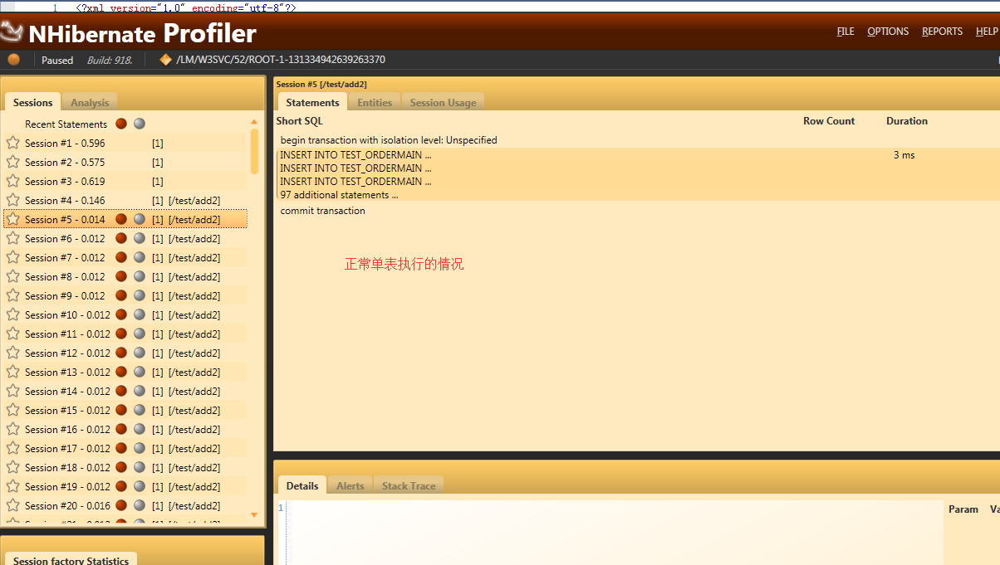 1 <?xml version="1.0" encoding="utf-8"?>
NHibernate Profiler
FILE OPTIONS REPORTS HELP
Paused Build: 918. /LM/W3SVC/52/ROOT-1-131334942639263370
Sessions Analysis
Recent Statements
Session #1 - 0.596 [1]
Session #2 - 0.575 [1]
Session #3 - 0.619 [1]
Session #4 - 0.146 [1] [/test/add2]
Session #5 - 0.014 [1] [/test/add2]
Session #6 - 0.012 [1] [/test/add2]
Session #7 - 0.012 [1] [/test/add2]
Session #8 - 0.012 [1] [/test/add2]
Session #9 - 0.012 [1] [/test/add2]
Session #10 - 0.012 [1] [/test/add2]
Session #11 - 0.012 [1] [/test/add2]
Session #12 - 0.012 [1] [/test/add2]
Session #13 - 0.012 [1] [/test/add2]
Session #14 - 0.012 [1] [/test/add2]
Session #15 - 0.012 [1] [/test/add2]
Session #16 - 0.012 [1] [/test/add2]
Session #17 - 0.012 [1] [/test/add2]
Session #18 - 0.012 [1] [/test/add2]
Session #19 - 0.012 [1] [/test/add2]
Session #20 - 0.016 [1] [/test/add2]
Session factory Statistics
Session #5 [/test/add2]
Statements Entities Session Usage
Short SQL Row Count Duration
begin transaction with isolation level: Unspecified
INSERT INTO TEST_ORDERMAIN ... 3 ms
INSERT INTO TEST_ORDERMAIN ...
INSERT INTO TEST_ORDERMAIN ...
97 additional statements ...
commit transaction
正常单表执行的情况
Details Alerts Stack Trace
1
Param